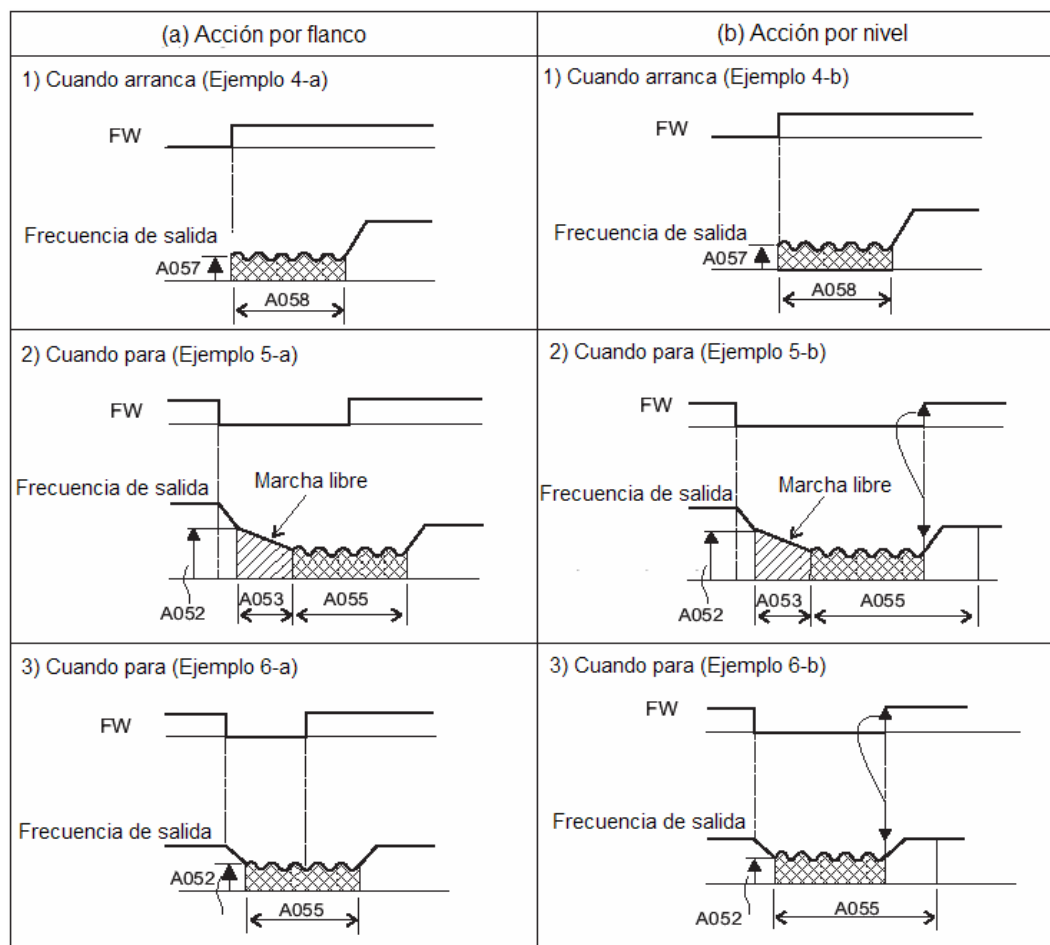 (a) Acción por flanco
(b) Acción por nivel
1) Cuando arranca (Ejemplo 4-a)
FW
Frecuencia de salida
A057
A058
1) Cuando arranca (Ejemplo 4-b)
FW
Frecuencia de salida
A057
A058
2) Cuando para (Ejemplo 5-a)
FW
Marcha libre
Frecuencia de salida
A052
A053
A055
2) Cuando para (Ejemplo 5-b)
FW
Marcha libre
Frecuencia de salida
A052
A053
A055
3) Cuando para (Ejemplo 6-a)
FW
Frecuencia de salida
A052
A055
3) Cuando para (Ejemplo 6-b)
FW
Frecuencia de salida
A052
A055